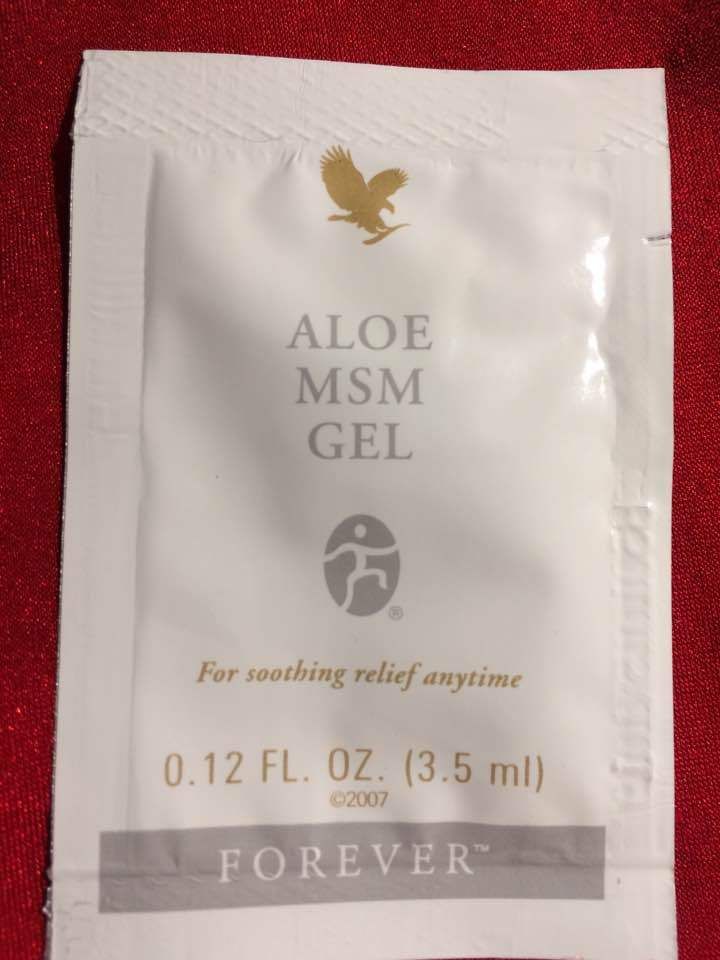 ALOE
MSM
GEL
®
For soothing relief anytime
0.12 FL. OZ. (3.5 ml)
©2007
FOREVER™